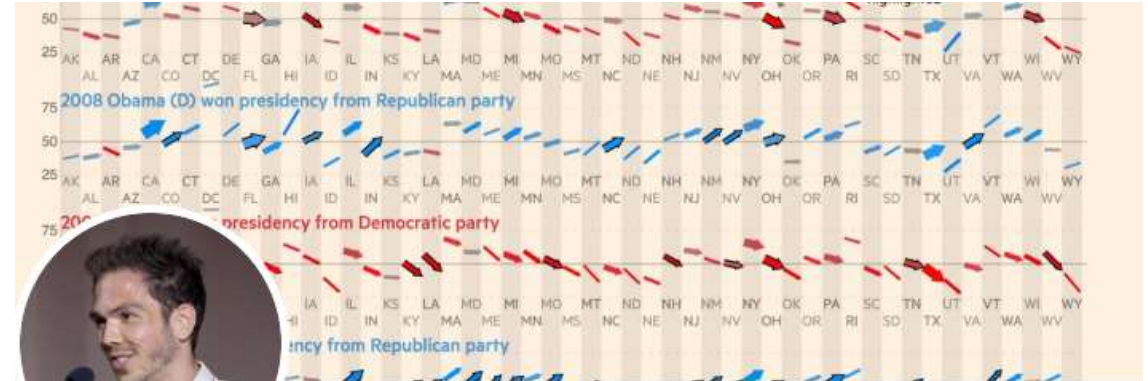 50
25
AK AR CA CT DE GA IA IL KS LA ME MI MO MT ND NH NM NY OK PA SC TN UT VT WI WY
AL AZ CO DC FL HI ID IN KY MA ME MN MS NC NE NJ NV OH OR RI SD TX VA WA WV
75
2008 Obama (D) won presidency from Republican party
50
25
AK AR CA CT DE GA IA IL KS LA MD MI MO MT ND NH NM NY OK PA SC TN UT VT WI WY
AL AZ CO DC FL HI ID IN KY MA ME MN MS NC NE NJ NV OH OR RI SD TX VA WA WV
presidency from Democratic party
75
IA IL KS LA MD MI MO MT ND NH NM NY OK PA SC TN UT VT WI WY
HI ID IN KY MA ME MN MS NC NE NJ NV OH OR RI SD TX VA WA WV
from Republican party